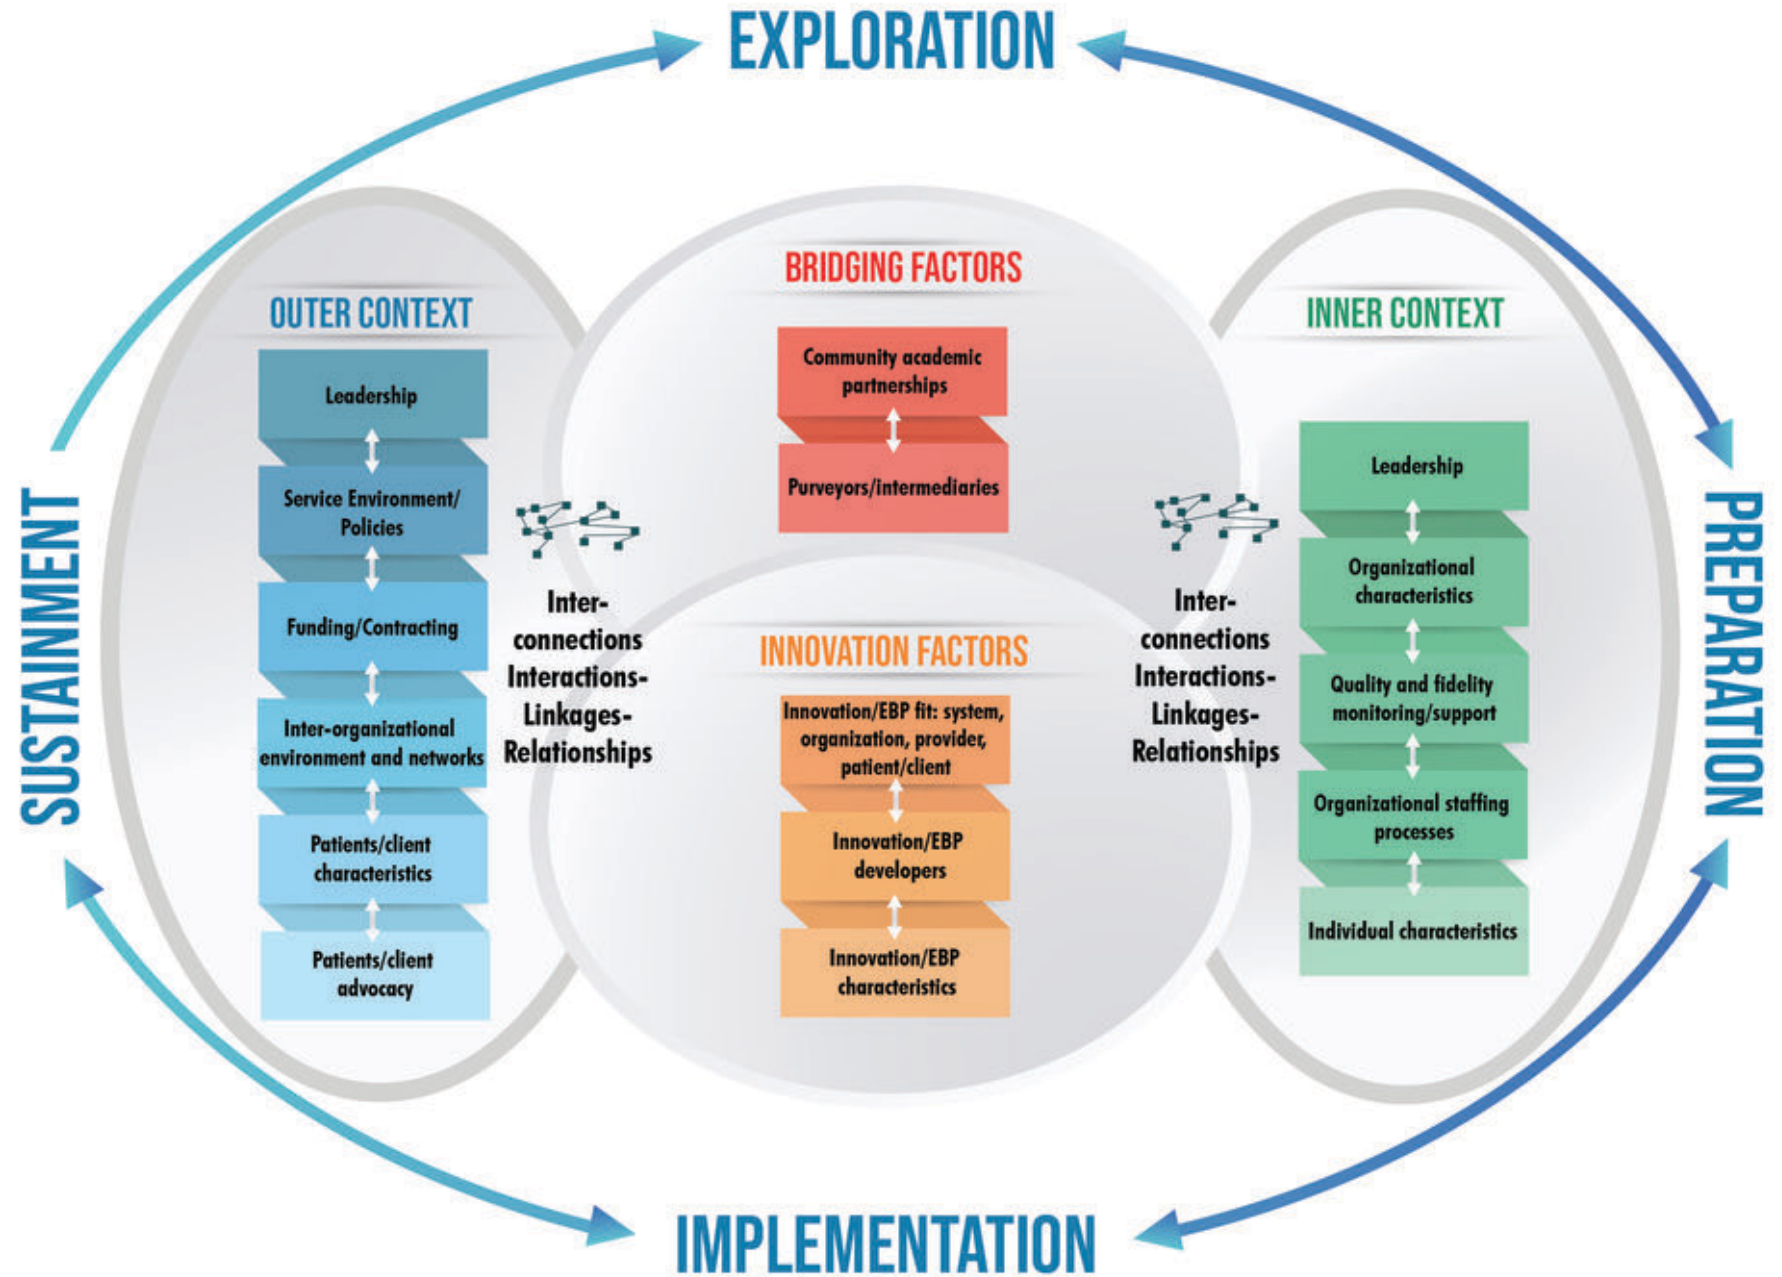 EXPLORATION
BRIDGING FACTORS
OUTER CONTEXT
INNER CONTEXT
Community academic
partnerships
Purveyors/intermediaries
Leadership
Service Environment/
Policies
Funding/Contracting
Inter-organizational
environment and networks
Patients/client
characteristics
Patients/client
advocacy
Inter-
connections
Interactions-
Linkages-
Relationships
INNOVATION FACTORS
Innovation/EBP fit: system,
organization, provider,
patient/client
Innovation/EBP
developers
Innovation/EBP
characteristics
Inter-
connections
Interactions-
Linkages-
Relationships
Leadership
Organizational
characteristics
Quality and fidelity
monitoring/support
Organizational staffing
processes
Individual characteristics
SUSTAINMENT
PREPARATION
IMPLEMENTATION